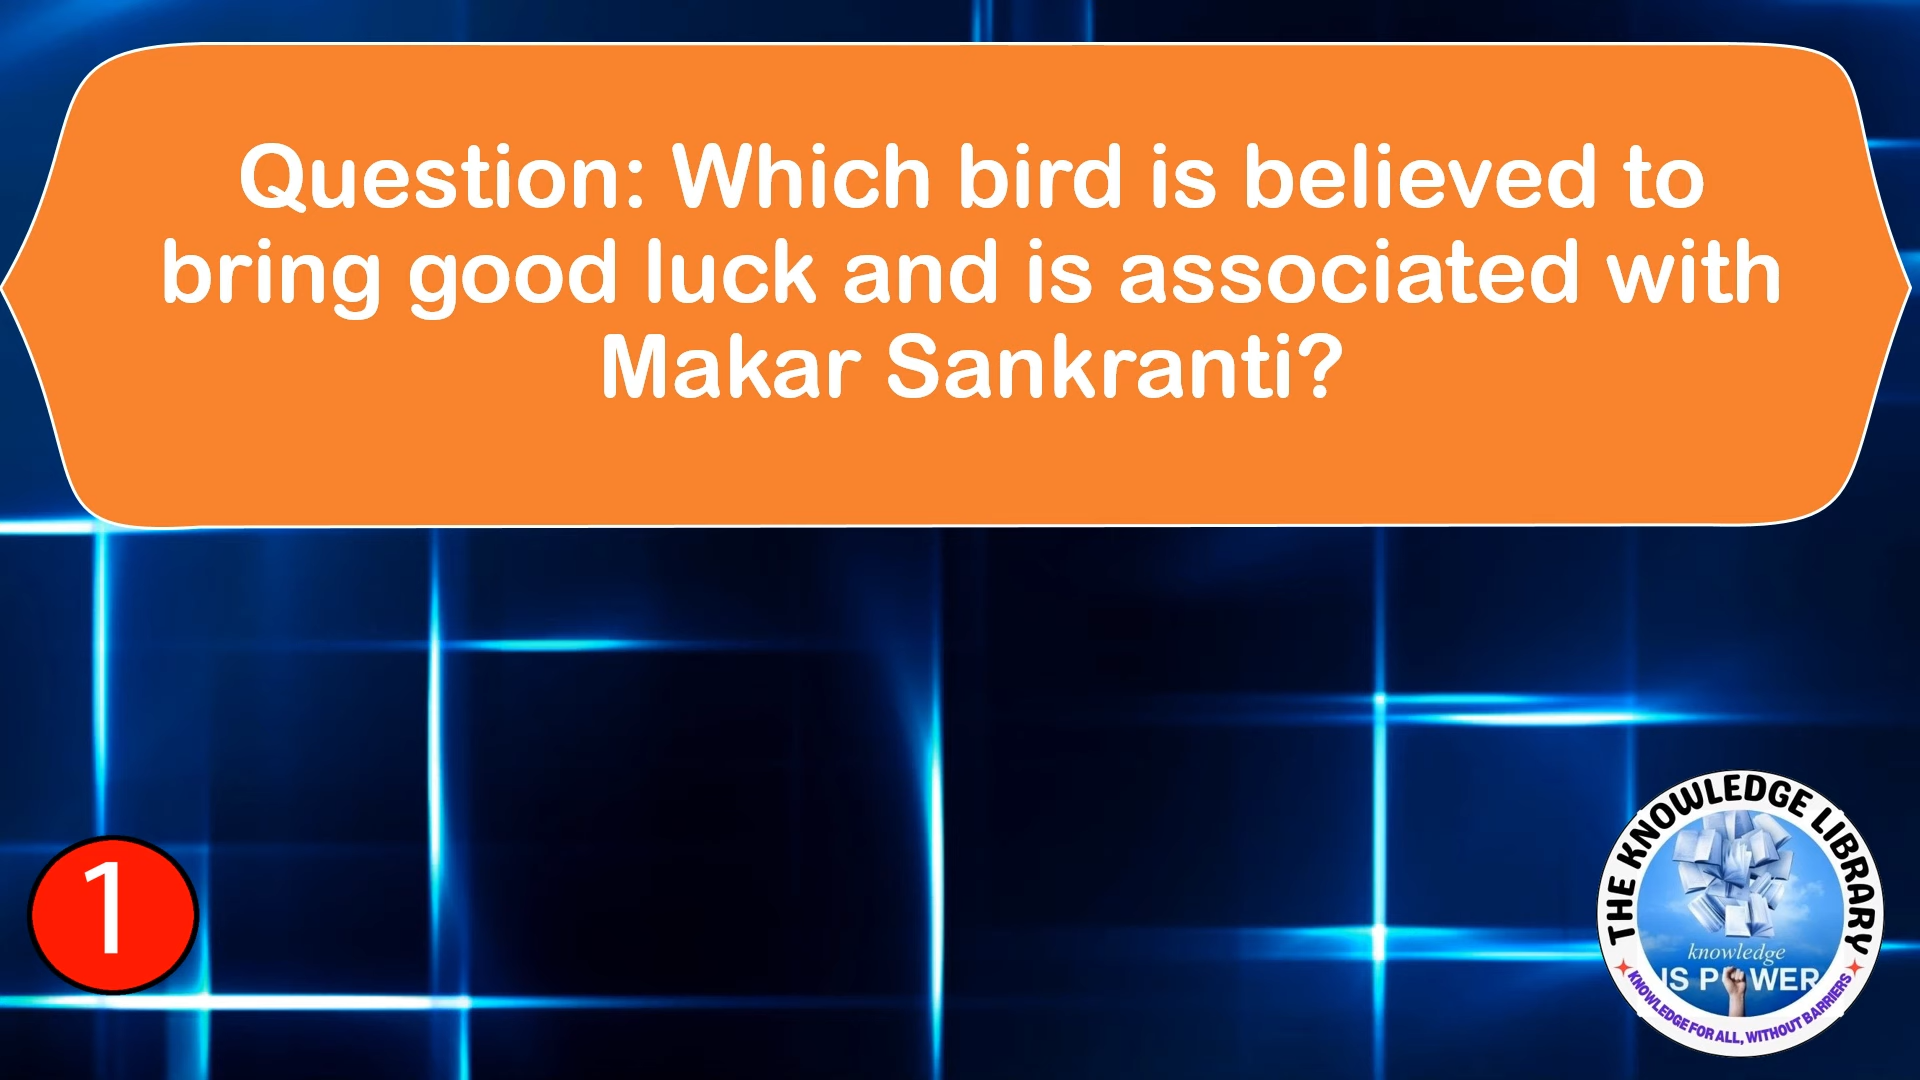 Question: Which bird is believed to
bring good luck and is associated with
Makar Sankranti?
1
THE KNOWLEDGE LIBRARY
knowledge
IS POWER
KNOWLEDGE FOR ALL, WITHOUT BARRIERS